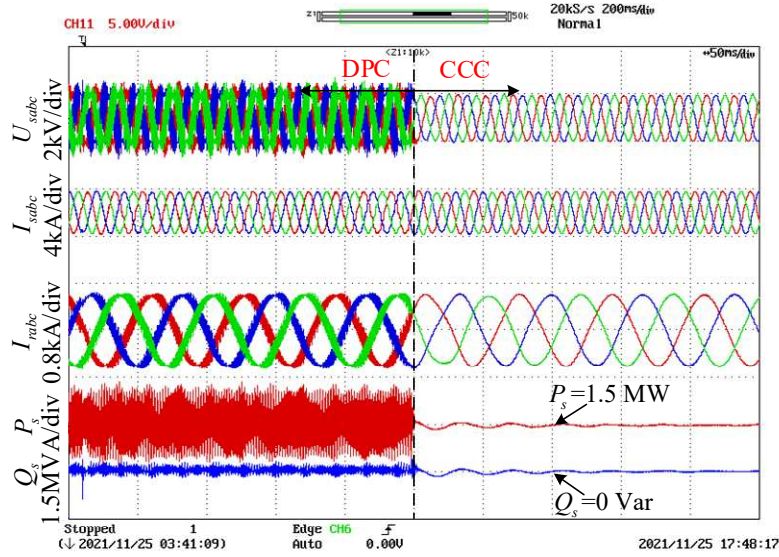 CH11 5.00V/div
20kS/s 200ms/div
Normal
50k
<Z1:10k>
↔50ms/div
DPC
CCC
U_sabc 2kV/div
I_sabc 4kA/div
I_rabc 0.8kA/div
P_s
Q_s 1.5MVA/div
P_s=1.5 MW
Q_s=0 Var
Stopped 1 Edge CH6
(↓ 2021/11/25 03:41:09) Auto 0.00V 2021/11/25 17:48:17